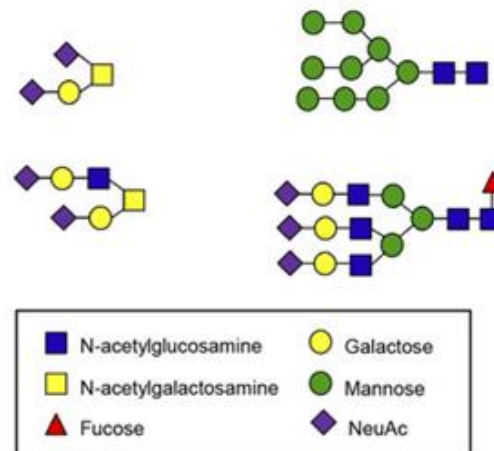 N-acetylglucosamine
Galactose
N-acetylgalactosamine
Mannose
Fucose
NeuAc